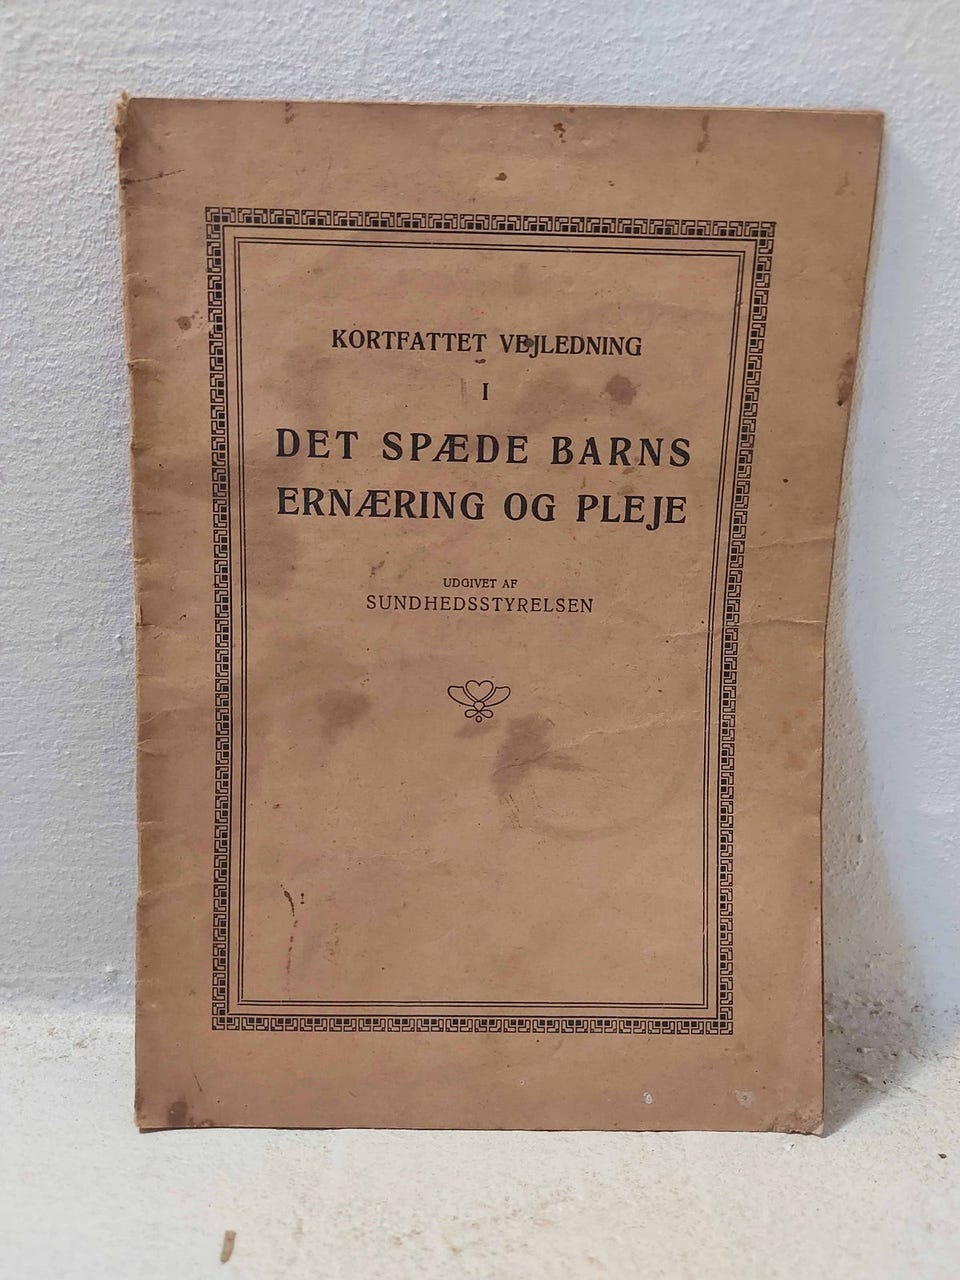 KORTFATTET VEJLEDNING
I
DET SPÆDE BARNS
ERNÆRING OG PLEJE
UDGIVET AF
SUNDHEDSSTYRELSEN